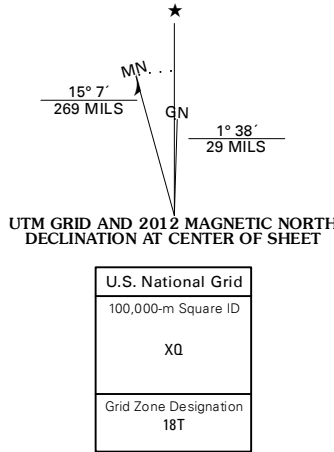 ★
MN
15° 7´
269 MILS
GN
1° 38´
29 MILS
UTM GRID AND 2012 MAGNETIC NORTH
DECLINATION AT CENTER OF SHEET
U.S. National Grid
100,000-m Square ID
XQ
Grid Zone Designation
18T